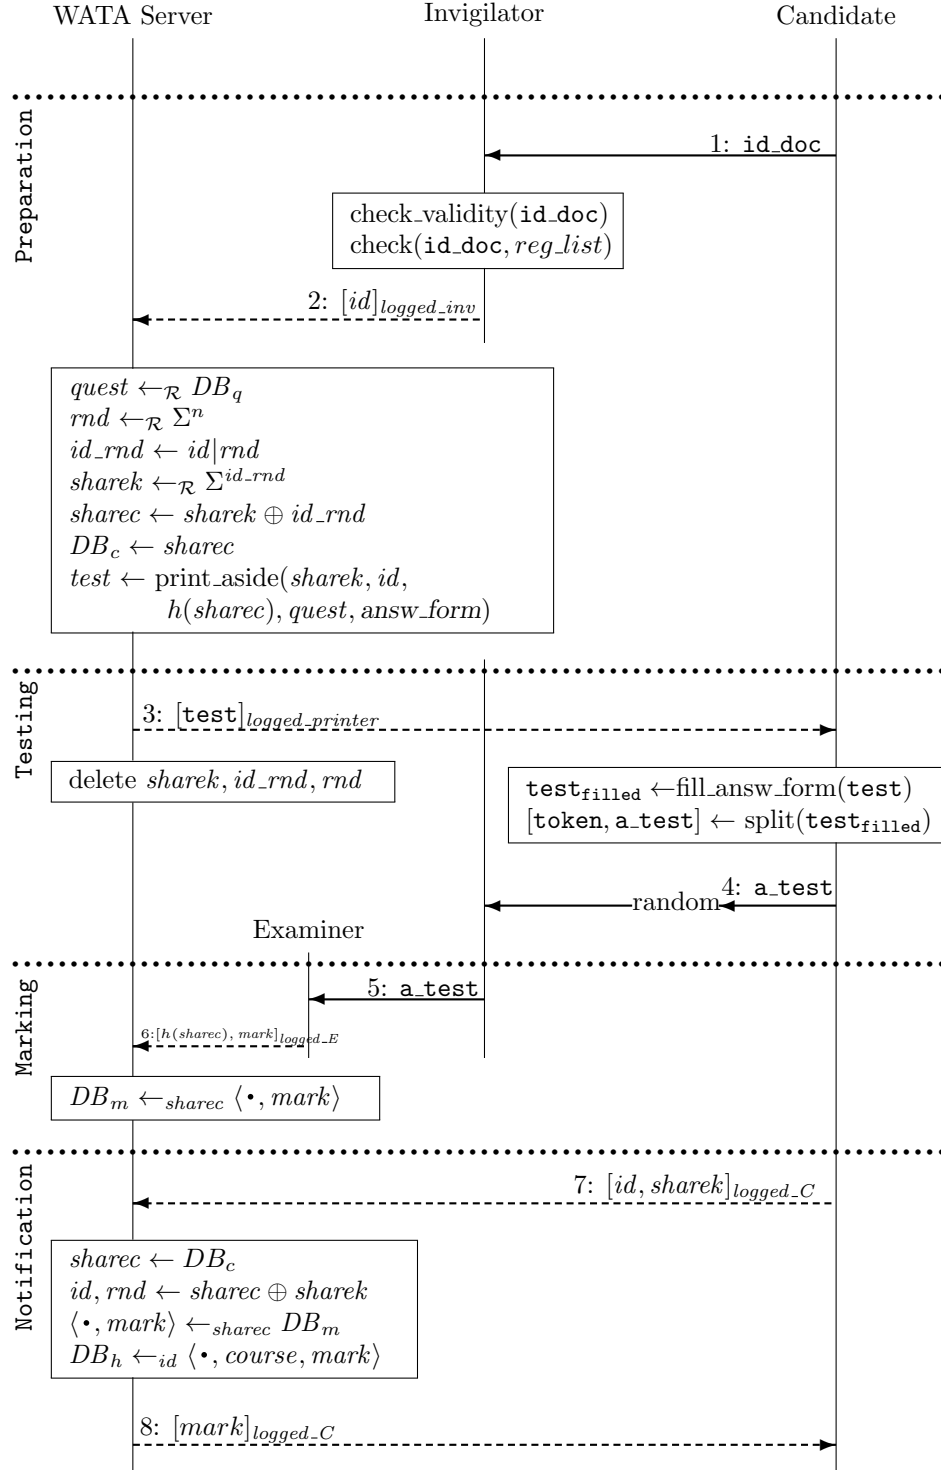 WATA Server
Invigilator
Candidate
Preparation
1: id_doc
check_validity(id_doc)
check(id_doc, reg_list)
2: [id]logged_inv
quest ←R DBq
rnd ←R Σ^n
id_rnd ← id|rnd
sharek ←R Σ^id_rnd
sharec ← sharek ⊕ id_rnd
DBc ← sharec
test ← print_aside(sharek, id,
h(sharec), quest, answ_form)
Testing
3: [test]logged_printer
delete sharek, id_rnd, rnd
test_filled ←fill_answ_form(test)
[token, a_test] ← split(test_filled)
4: a_test
random
Examiner
Marking
5: a_test
6:[h(sharec), mark]logged_E
DBm ←sharec ⟨•, mark⟩
Notification
7: [id, sharek]logged_C
sharec ← DBc
id, rnd ← sharec ⊕ sharek
⟨•, mark⟩ ←sharec DBm
DBh ←id ⟨•, course, mark⟩
8: [mark]logged_C